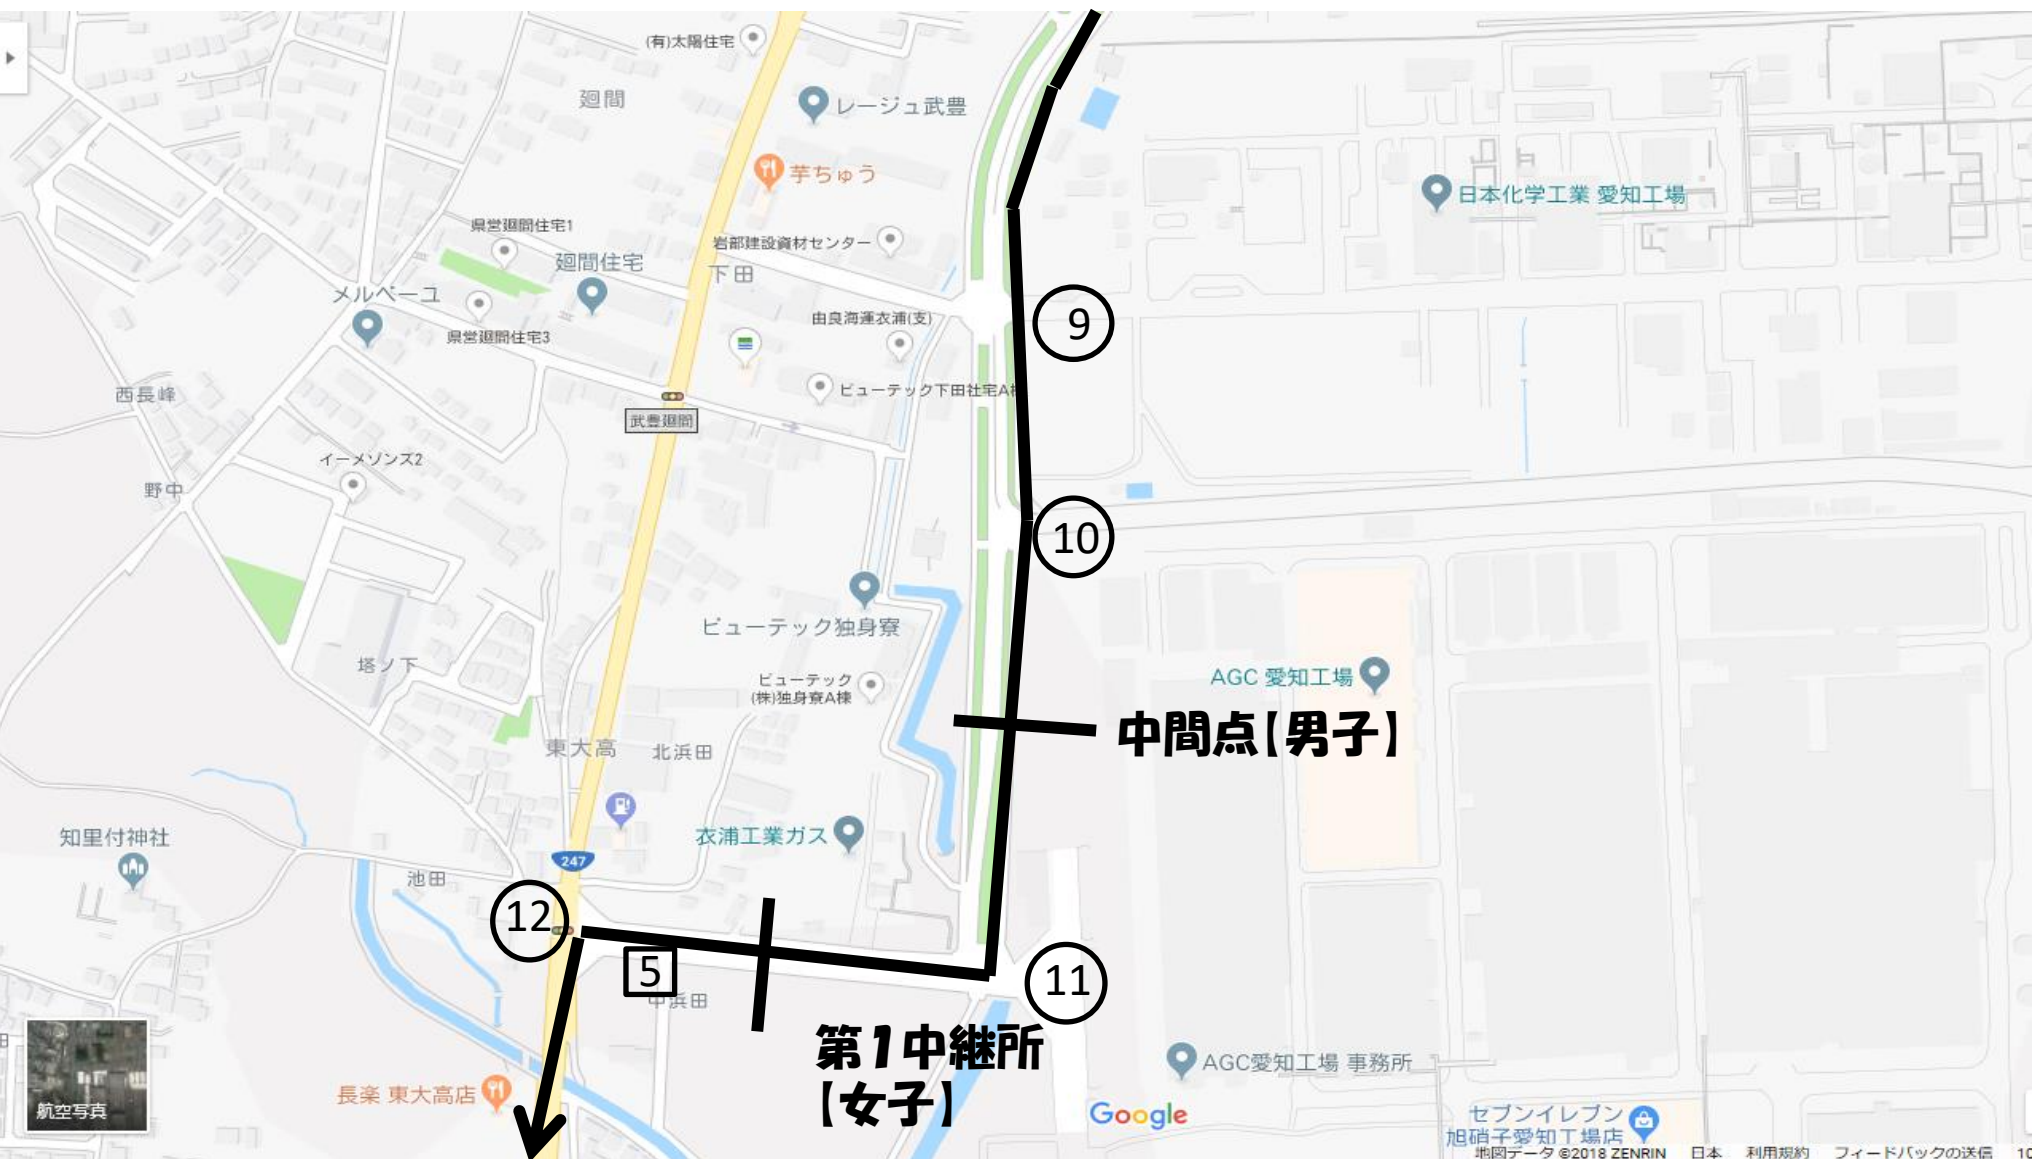 (有)太陽住宅
廻間
レージュ武豊
芋ちゅう
日本化学工業 愛知工場
県営廻間住宅1
岩部建設資材センター
廻間住宅
下田
メルベーユ
県営廻間住宅3
由良海運衣浦(支)
9
ビューテック下田社宅A棟
西長峰
武豊廻間
イーメゾンズ2
野中
10
ビューテック独身寮
塔ノ下
AGC 愛知工場
ビューテック
(株)独身寮A棟
中間点【男子】
東大高
北浜田
知里付神社
衣浦工業ガス
247
池田
12
5
11
中浜田
第1中継所
【女子】
AGC愛知工場 事務所
長楽 東大高店
航空写真
Google
セブンイレブン
旭硝子愛知工場店
地図データ ©2018 ZENRIN 日本 利用規約 フィードバックの送信 10